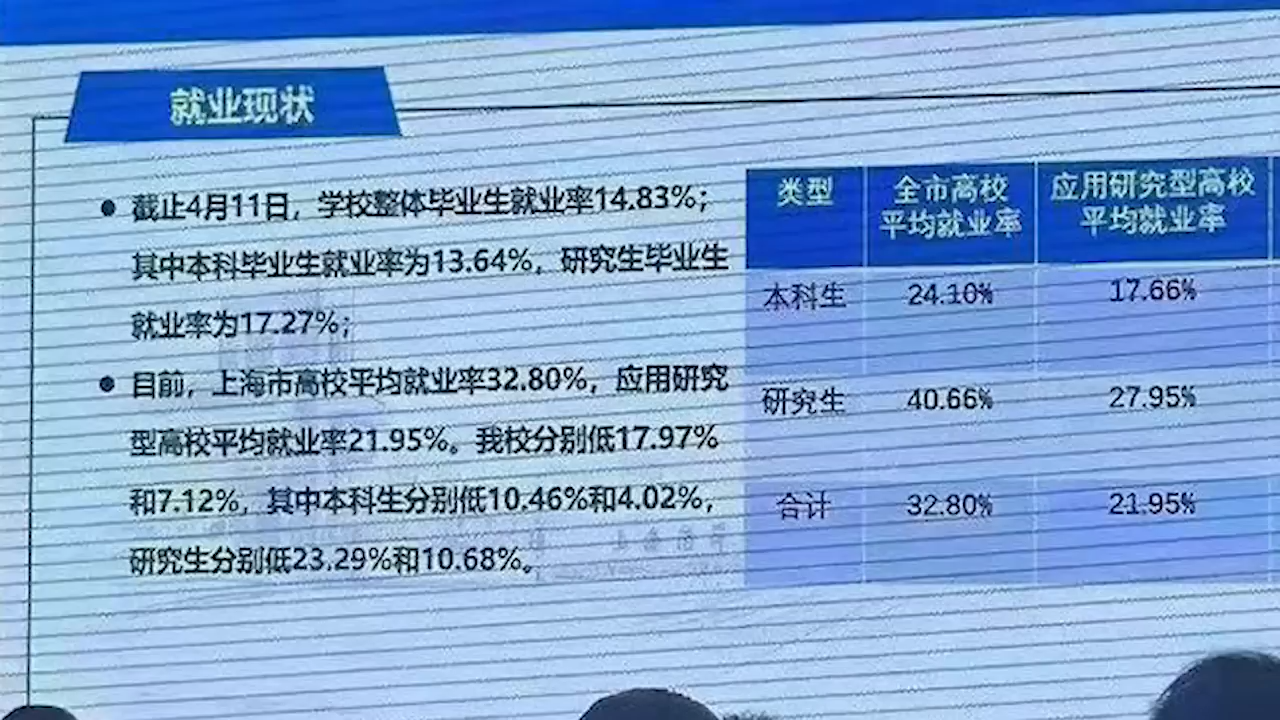 就业现状
截止4月11日，学校整体毕业生就业率14.83%；
其中本科毕业生就业率为13.64%，研究生毕业生
就业率为17.27%；
目前，上海市高校平均就业率32.80%，应用研究
型高校平均就业率21.95%。我校分别低17.97%
和7.12%，其中本科生分别低10.46%和4.02%，
研究生分别低23.29%和10.68%。
类型 全市高校平均就业率 应用研究型高校平均就业率
本科生 24.10% 17.66%
研究生 40.66% 27.95%
合计 32.80% 21.95%